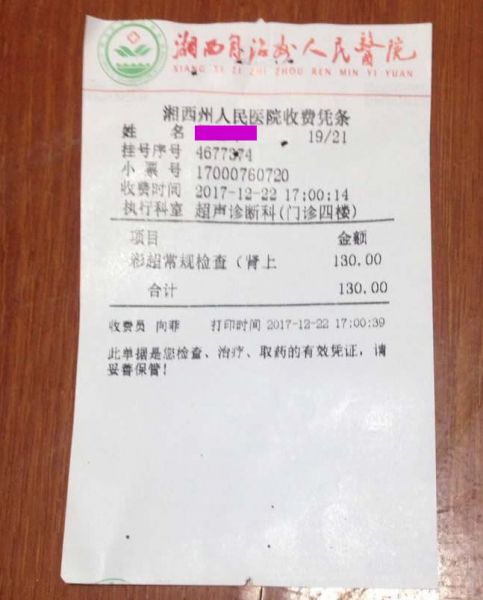 湘西自治州人民醫院
XIANG XI ZI ZHI ZHOU REN MIN YI YUAN
湘西州人民医院收费凭条
姓 名 19/21
挂号序号 4677374
小 票 号 17000760720
收费时间 2017-12-22 17:00:14
执行科室 超声诊断科(门诊四楼)
项目 金额
彩超常规检查（肾上 130.00
合计 130.00
收费员 向菲 打印时间 2017-12-22 17:00:39
此单据是您检查、治疗、取药的有效凭证，请
妥善保管！